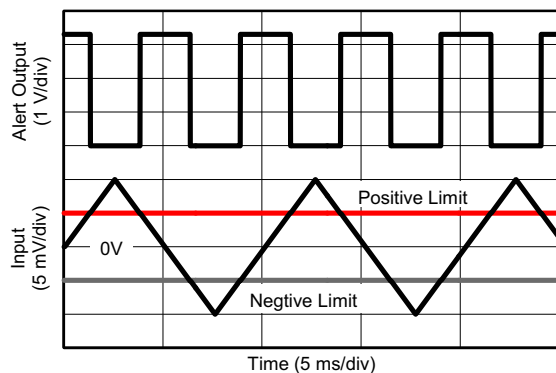 Alert Output
(1 V/div)
Positive Limit
Input
(5 mV/div)
0V
Negtive Limit
Time (5 ms/div)